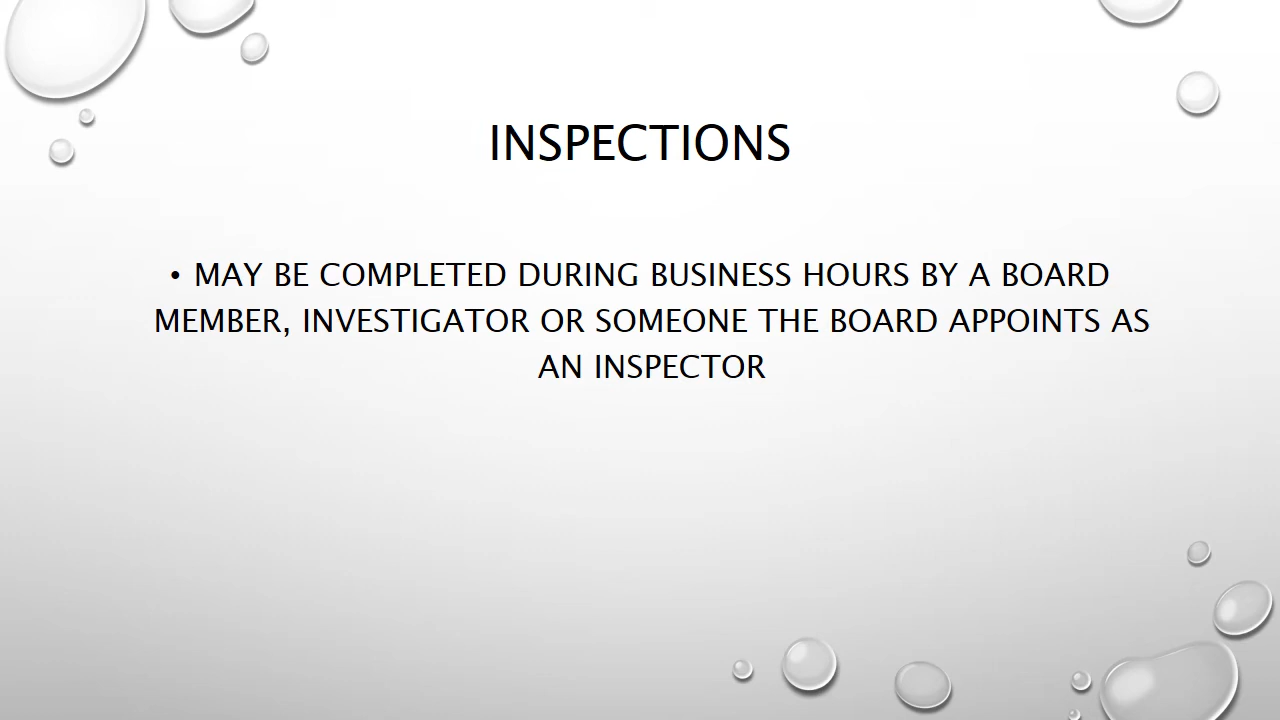 INSPECTIONS
• MAY BE COMPLETED DURING BUSINESS HOURS BY A BOARD
MEMBER, INVESTIGATOR OR SOMEONE THE BOARD APPOINTS AS
AN INSPECTOR